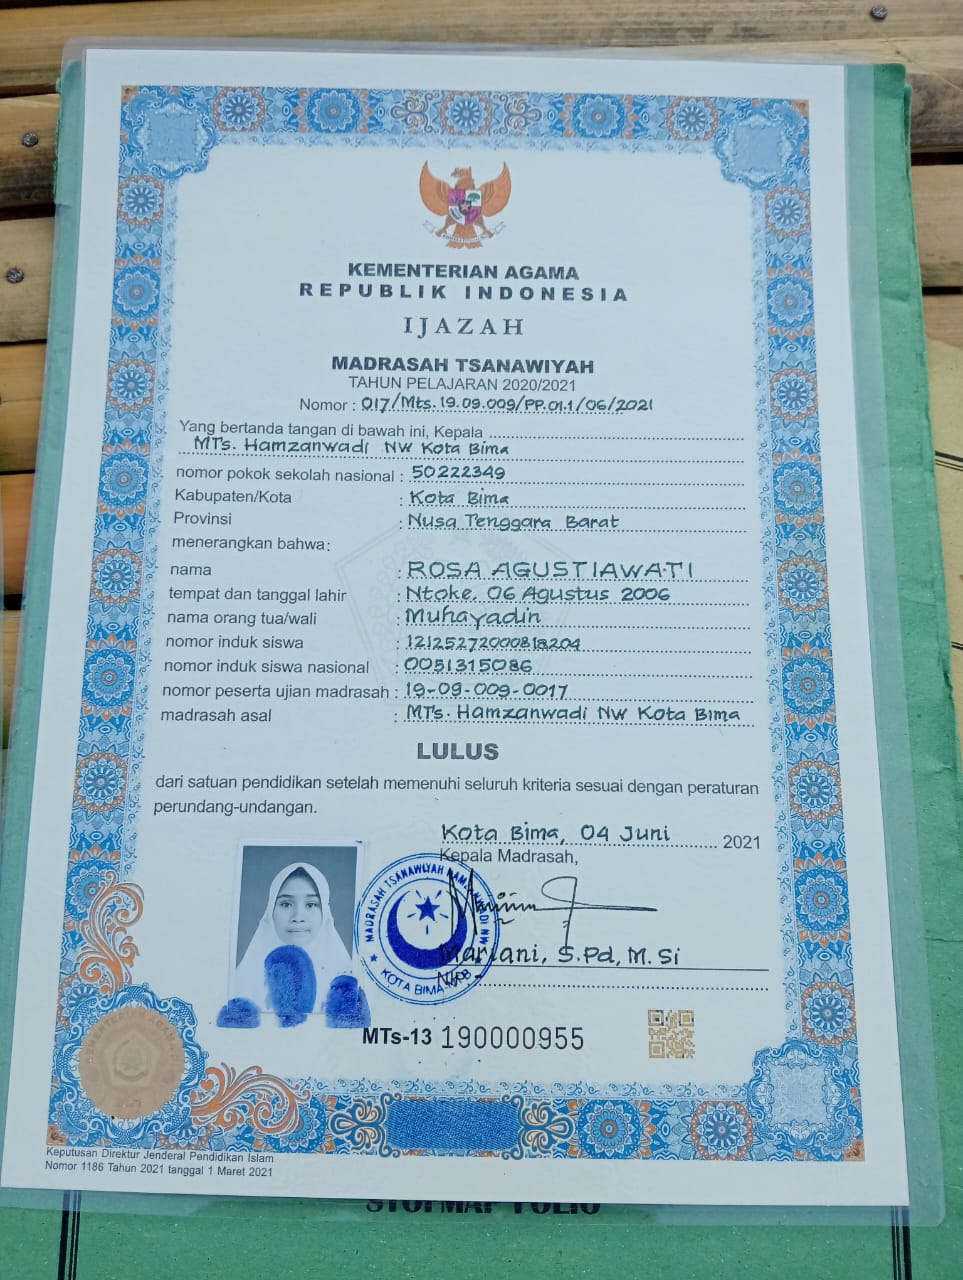 KEMENTERIAN AGAMA
REPUBLIK INDONESIA
IJAZAH
MADRASAH TSANAWIYAH
TAHUN PELAJARAN 2020/2021
Nomor : 017/Mts.19.09.009/PP.01.1/06/2021
Yang bertanda tangan di bawah ini, Kepala
MTs. Hamzanwadi NW Kota Bima
nomor pokok sekolah nasional : 50222349
Kabupaten/Kota : Kota Bima
Provinsi : Nusa Tenggara Barat
menerangkan bahwa:
nama : ROSA AGUSTIAWATI
tempat dan tanggal lahir : Ntoke. 06 Agustus 2006
nama orang tua/wali : Muhayadin
nomor induk siswa : 12125272000818204
nomor induk siswa nasional : 0051315086
nomor peserta ujian madrasah : 19-09-009-0017
madrasah asal : MTs. Hamzanwadi NW Kota Bima
LULUS
dari satuan pendidikan setelah memenuhi seluruh kriteria sesuai dengan peraturan
perundang-undangan.
Kota Bima, 04 Juni 2021
Kepala Madrasah,
MADRASAH TSANAWIYAH HAMZANWADI NW
KOTA BIMA-NTB
Mariani, S.Pd, M.Si
MTs-13 190000955
Keputusan Direktur Jenderal Pendidikan Islam
Nomor 1186 Tahun 2021 tanggal 1 Maret 2021
STOFMAP FOLIO